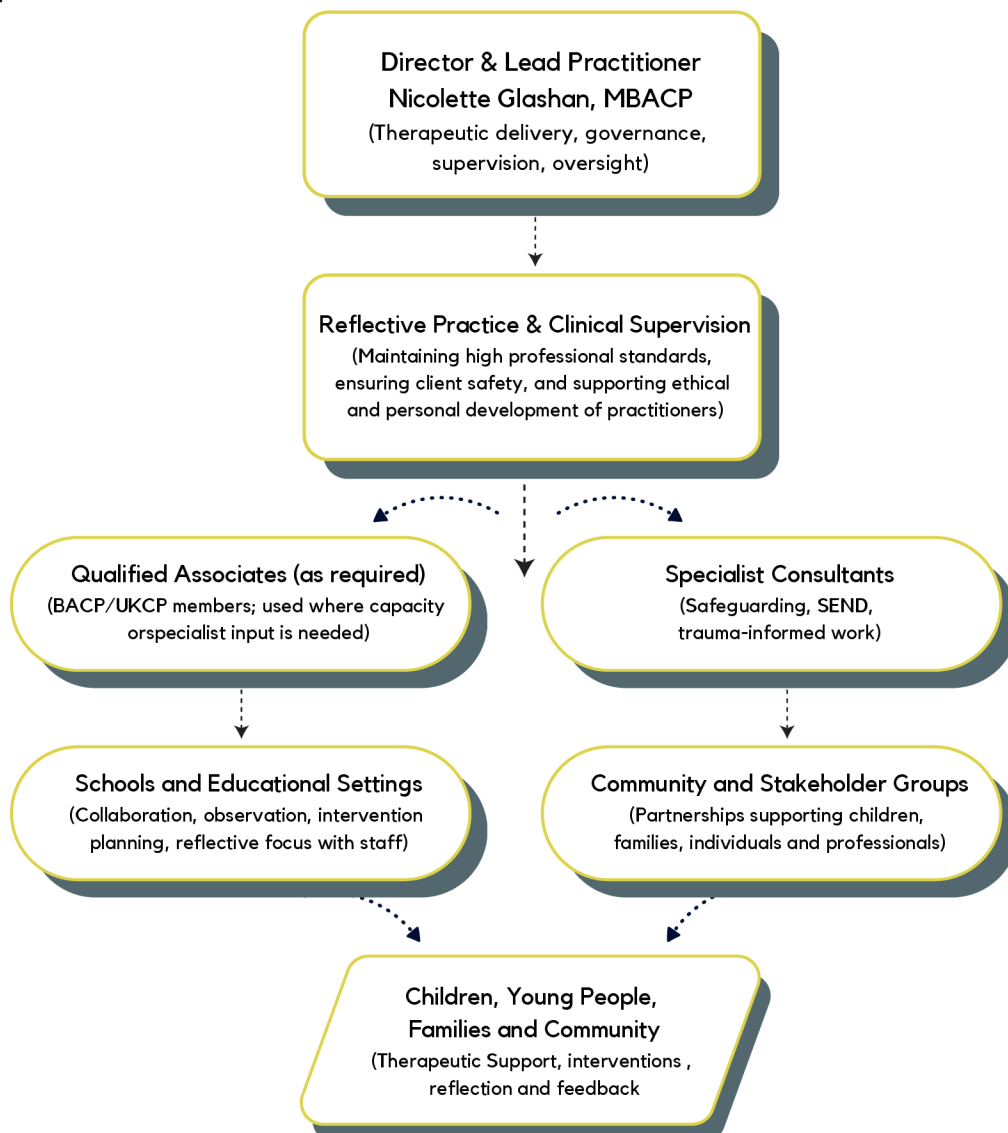 Director & Lead Practitioner
Nicolette Glashan, MBACP
(Therapeutic delivery, governance,
supervision, oversight)
Reflective Practice & Clinical Supervision
(Maintaining high professional standards,
ensuring client safety, and supporting ethical
and personal development of practitioners)
Qualified Associates (as required)
(BACP/UKCP members; used where capacity
orspecialist input is needed)
Specialist Consultants
(Safeguarding, SEND,
trauma-informed work)
Schools and Educational Settings
(Collaboration, observation, intervention
planning, reflective focus with staff)
Community and Stakeholder Groups
(Partnerships supporting children,
families, individuals and professionals)
Children, Young People,
Families and Community
(Therapeutic Support, interventions ,
reflection and feedback